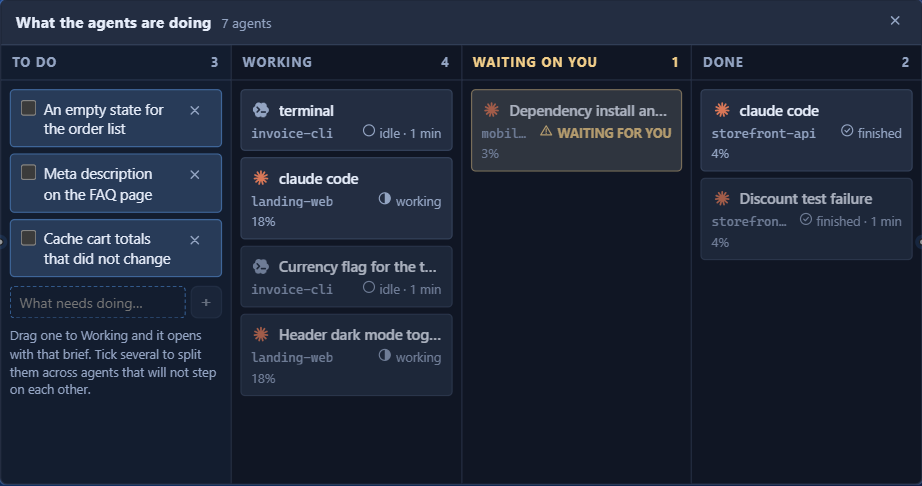 What the agents are doing 7 agents
TO DO 3
An empty state for
the order list
Meta description
on the FAQ page
Cache cart totals
that did not change
What needs doing...
Drag one to Working and it opens
with that brief. Tick several to split
them across agents that will not step
on each other.
WORKING 4
terminal
invoice-cli idle · 1 min
claude code
landing-web working
18%
Currency flag for the t...
invoice-cli idle · 1 min
Header dark mode tog...
landing-web working
18%
WAITING ON YOU 1
Dependency install an...
mobil... WAITING FOR YOU
3%
DONE 2
claude code
storefront-api finished
4%
Discount test failure
storefron... finished · 1 min
4%